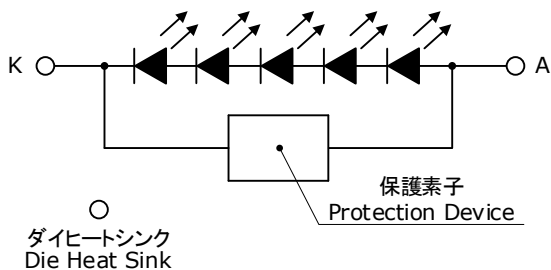 K
A
保護素子
Protection Device
ダイヒートシンク
Die Heat Sink